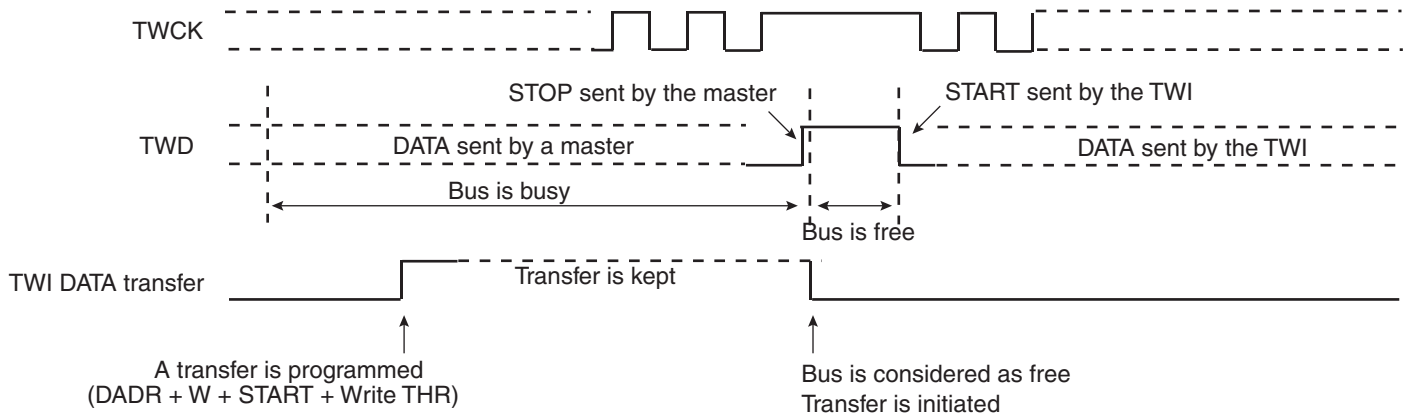 TWCK
STOP sent by the master
START sent by the TWI
TWD
DATA sent by a master
DATA sent by the TWI
Bus is busy
Bus is free
TWI DATA transfer
Transfer is kept
A transfer is programmed
(DADR + W + START + Write THR)
Bus is considered as free
Transfer is initiated